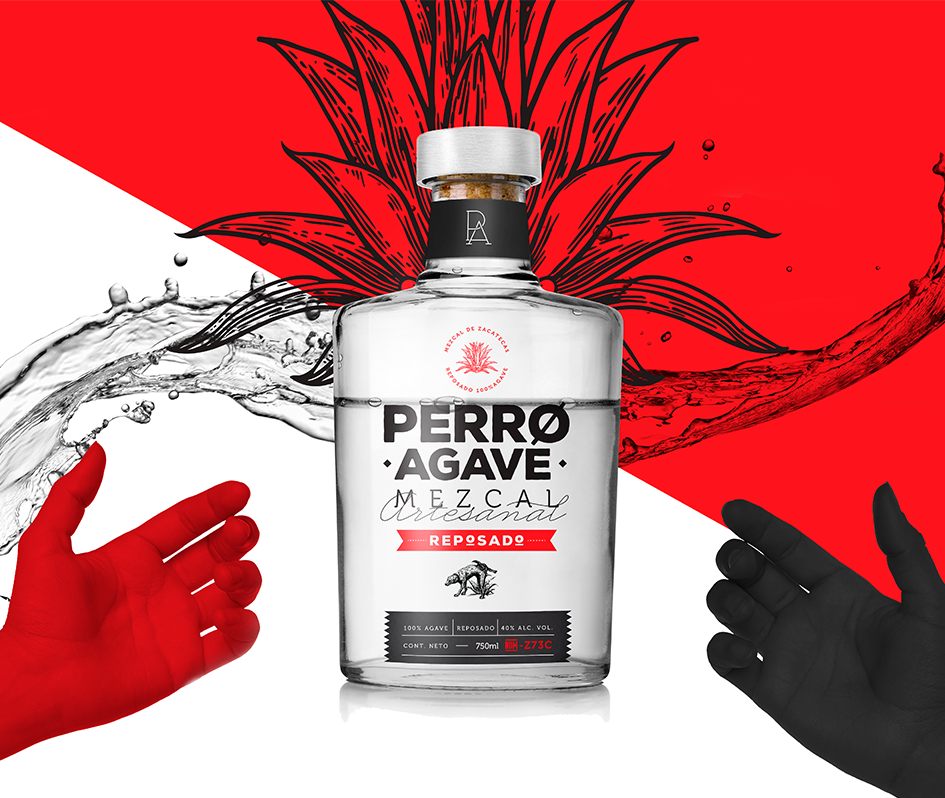 PA
MEZCAL DE ZACATECAS
REPOSADO 100% AGAVE
PERRØ
·AGAVE·
MEZCAL
Artesanal
REPOSADO
100% AGAVE REPOSADO 40% ALC. VOL.
CONT. NETO — 750ml -Z73C